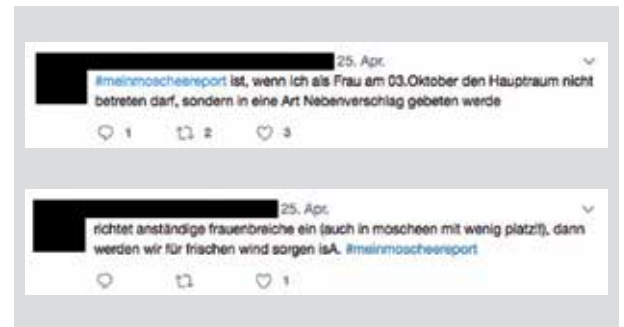 25. Apr.
#meinmoscheereport ist, wenn ich als Frau am 03.Oktober den Hauptraum nicht
betreten darf, sondern in eine Art Nebenverschlag gebeten werde
1 2 3
25. Apr.
richtet anständige frauenbreiche ein (auch in moscheen mit wenig platz!!), dann
werden wir für frischen wind sorgen isA. #meinmoscheereport
1